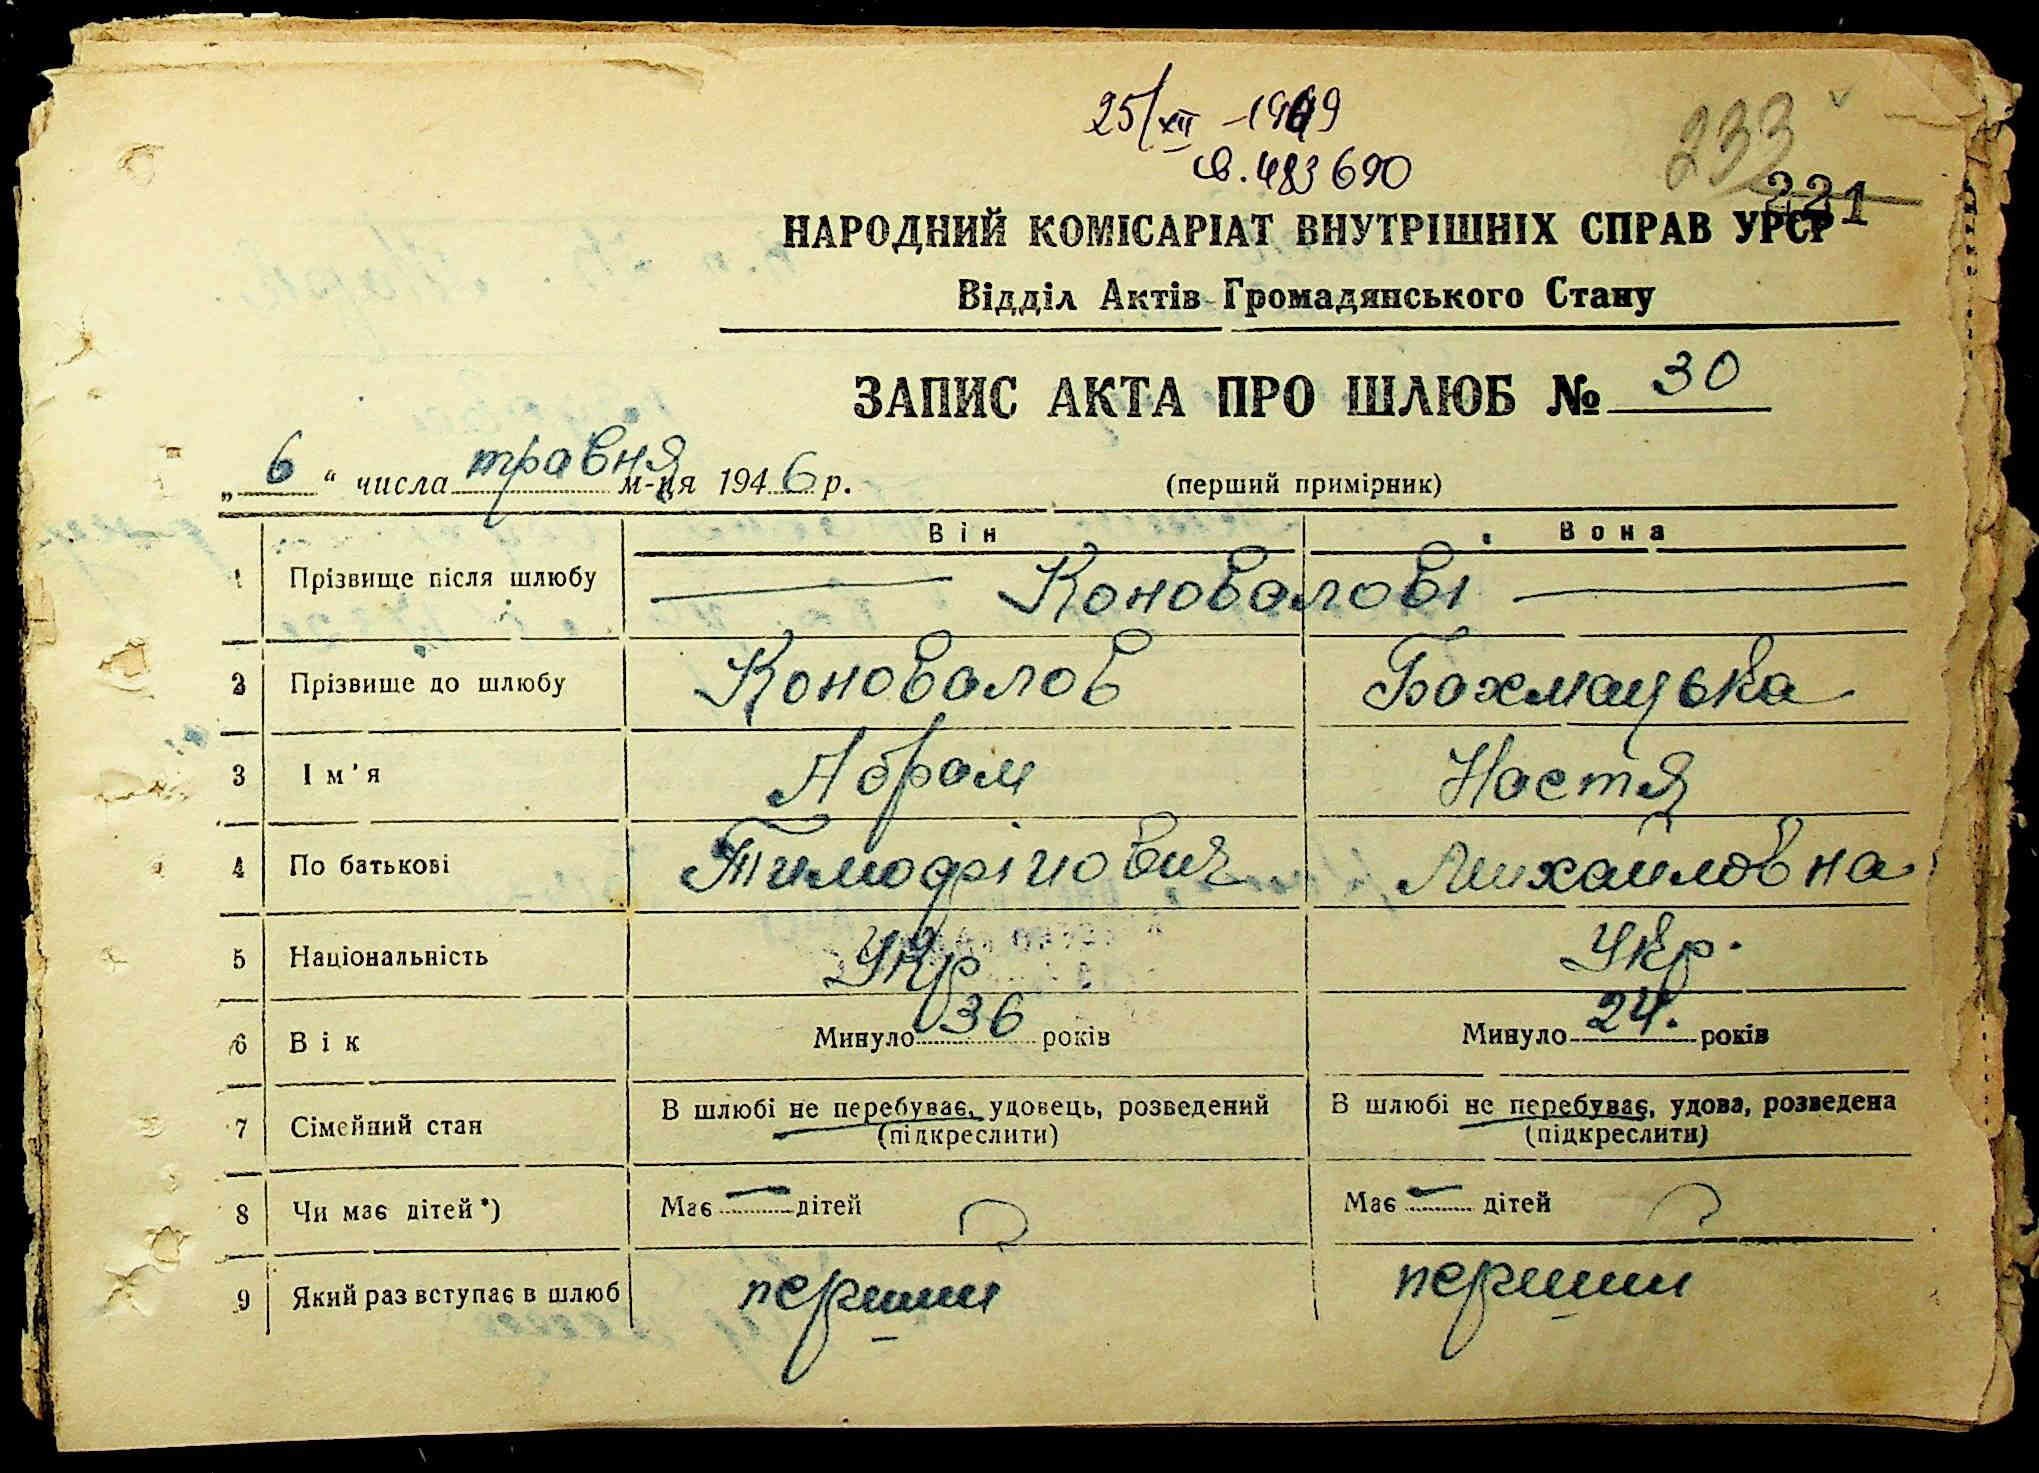 25/XII -1969
св. 483690
233
221
НАРОДНИЙ КОМІСАРІАТ ВНУТРІШНІХ СПРАВ УРСР
Відділ Актів Громадянського Стану
ЗАПИС АКТА ПРО ШЛЮБ № 30
„ 6 “ числа травня м-ця 1946 р. (перший примірник)
Він Вона
1 Прізвище після шлюбу Коновалові
2 Прізвище до шлюбу Коновалов Бахмацька
3 Ім’я Абрам Настя
4 По батькові Тимофійович Михайловна
5 Національність Укр Укр.
6 Вік Минуло 36 років Минуло 24. років
7 Сімейний стан В шлюбі не перебуває, удовець, розведений (підкреслити) В шлюбі не перебуває, удова, розведена (підкреслити)
8 Чи має дітей*) Має — дітей Має — дітей
9 Який раз вступає в шлюб перший перший